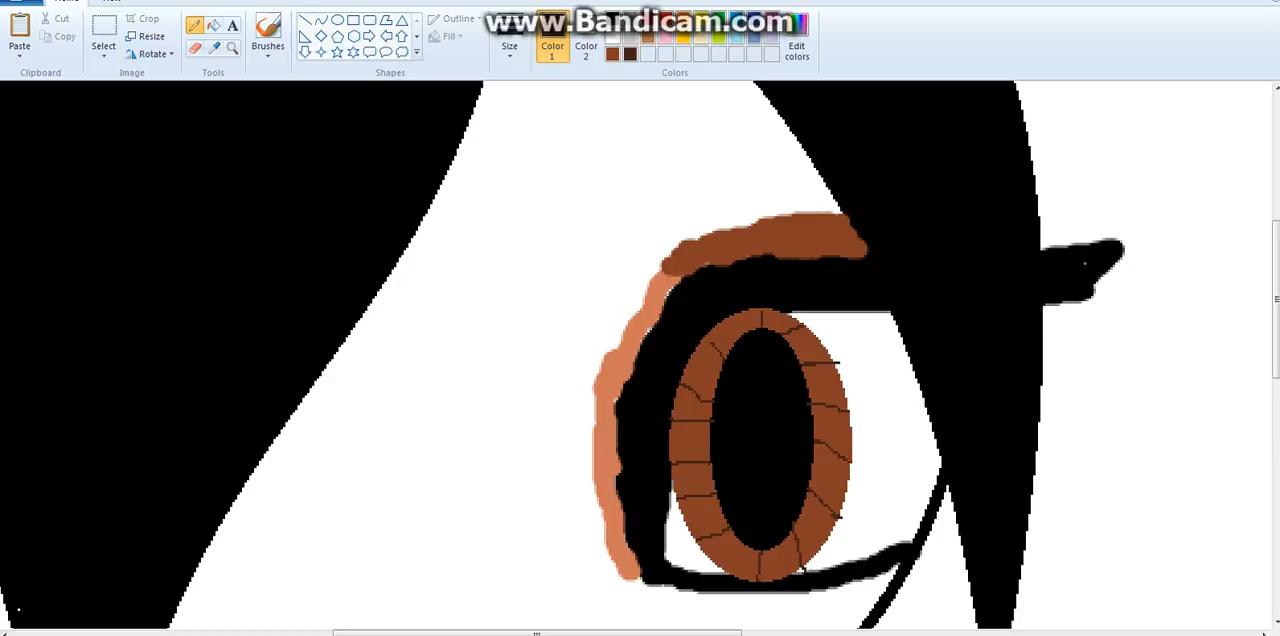 www.Bandicam.com
Cut
Copy
Paste
Clipboard
Select
Crop
Resize
Rotate
Image
A
Tools
Brushes
Outline
Fill
Shapes
Size
Color 1
Color 2
Edit colors
Colors